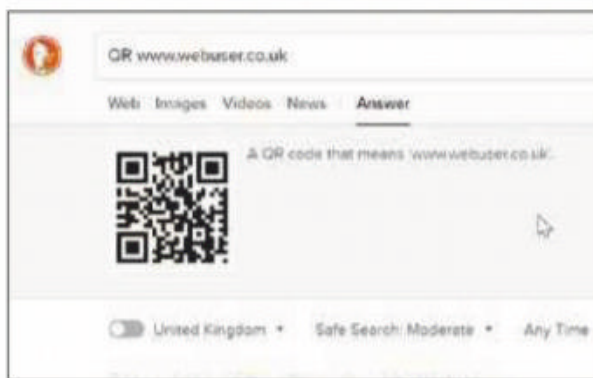 QR www.webuser.co.uk
Web Images Videos News Answer
A QR code that means 'www.webuser.co.uk'.
United Kingdom Safe Search: Moderate Any Time